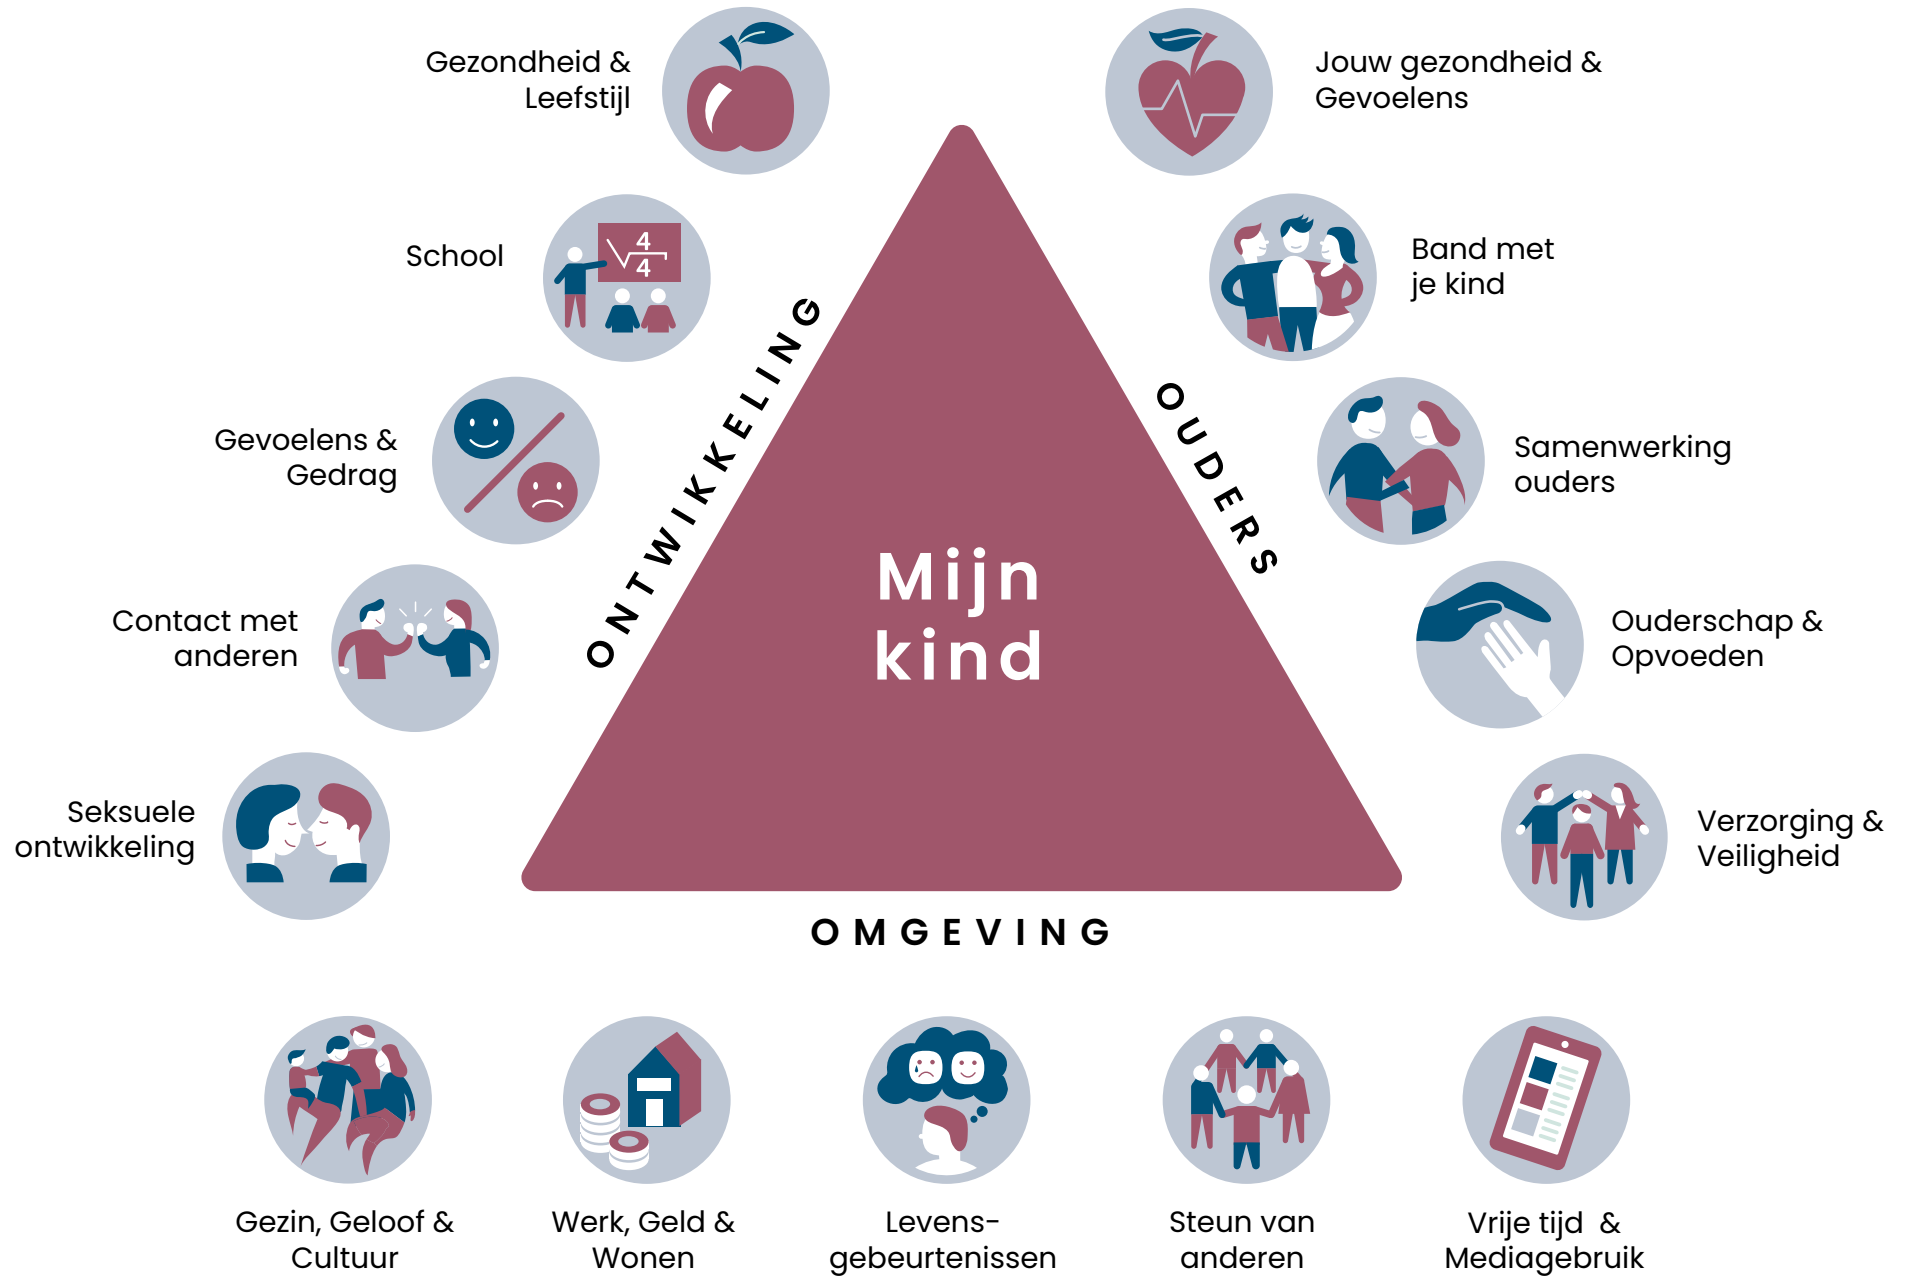 Gezondheid &
Leefstijl
School
4
4
Gevoelens &
Gedrag
Contact met
anderen
Seksuele
ontwikkeling
ONTWIKKELING
Mijn
kind
OUDERS
Jouw gezondheid &
Gevoelens
Band met
je kind
Samenwerking
ouders
Ouderschap &
Opvoeden
Verzorging &
Veiligheid
OMGEVING
Gezin, Geloof &
Cultuur
Werk, Geld &
Wonen
Levens-
gebeurtenissen
Steun van
anderen
Vrije tijd &
Mediagebruik